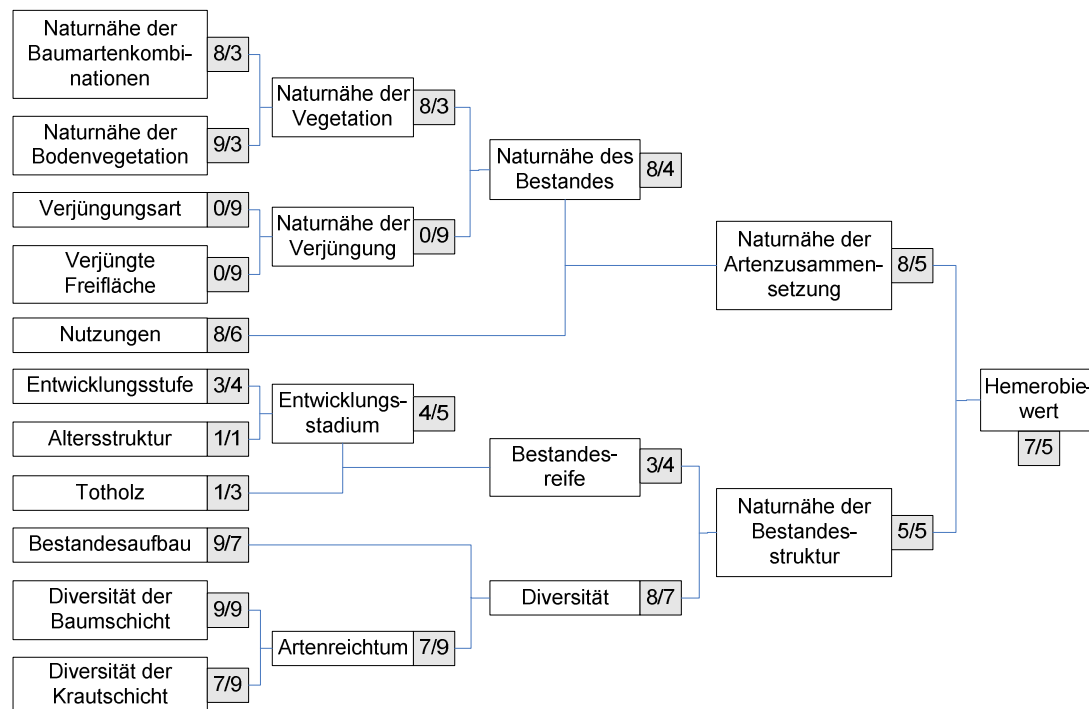 Naturnähe der
Baumartenkombi-
nationen
8/3
Naturnähe der
Bodenvegetation
9/3
Verjüngungsart
0/9
Verjüngte
Freifläche
0/9
Nutzungen
8/6
Entwicklungsstufe
3/4
Altersstruktur
1/1
Totholz
1/3
Bestandesaufbau
9/7
Diversität der
Baumschicht
9/9
Diversität der
Krautschicht
7/9
Naturnähe der
Vegetation
8/3
Naturnähe der
Verjüngung
0/9
Entwicklungs-
stadium
4/5
Artenreichtum
7/9
Naturnähe des
Bestandes
8/4
Bestandes-
reife
3/4
Diversität
8/7
Naturnähe der
Artenzusammen-
setzung
8/5
Naturnähe der
Bestandes-
struktur
5/5
Hemerobie-
wert
7/5